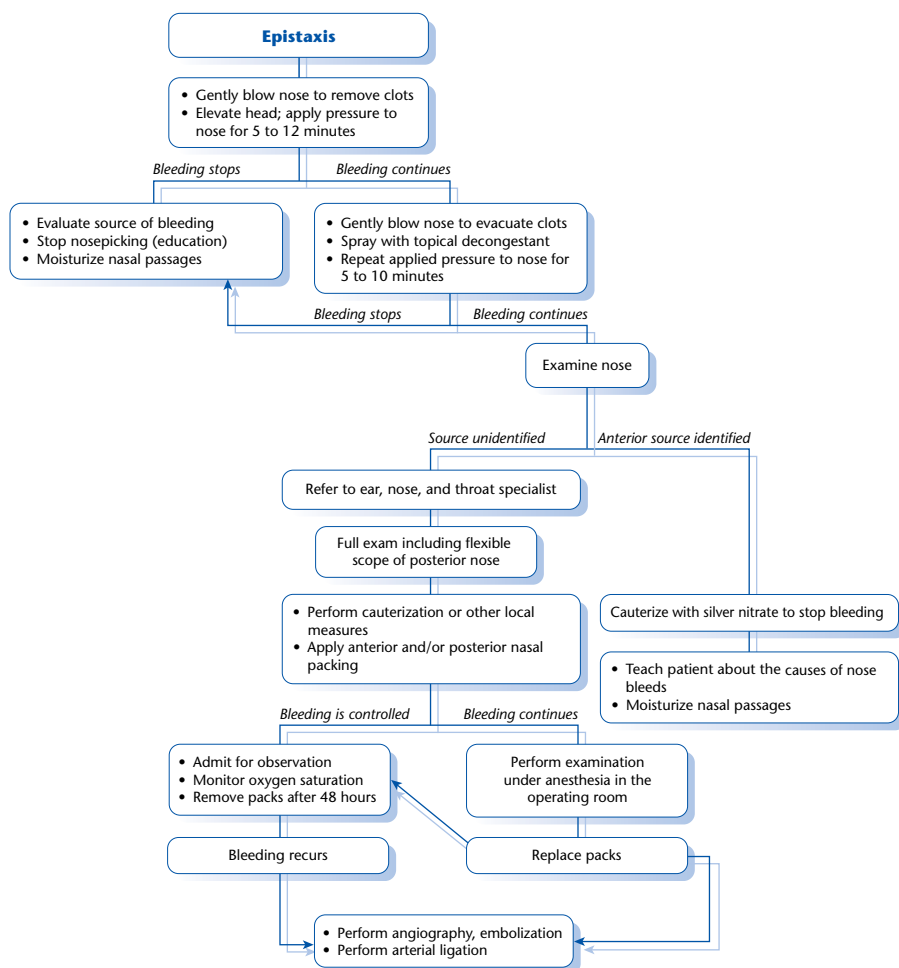 Epistaxis
• Gently blow nose to remove clots
• Elevate head; apply pressure to
nose for 5 to 12 minutes
Bleeding stops
Bleeding continues
• Evaluate source of bleeding
• Stop nosepicking (education)
• Moisturize nasal passages
• Gently blow nose to evacuate clots
• Spray with topical decongestant
• Repeat applied pressure to nose for
5 to 10 minutes
Bleeding stops
Bleeding continues
Examine nose
Source unidentified
Anterior source identified
Refer to ear, nose, and throat specialist
Full exam including flexible
scope of posterior nose
• Perform cauterization or other local
measures
• Apply anterior and/or posterior nasal
packing
Cauterize with silver nitrate to stop bleeding
• Teach patient about the causes of nose
bleeds
• Moisturize nasal passages
Bleeding is controlled
Bleeding continues
• Admit for observation
• Monitor oxygen saturation
• Remove packs after 48 hours
Perform examination
under anesthesia in the
operating room
Bleeding recurs
Replace packs
• Perform angiography, embolization
• Perform arterial ligation